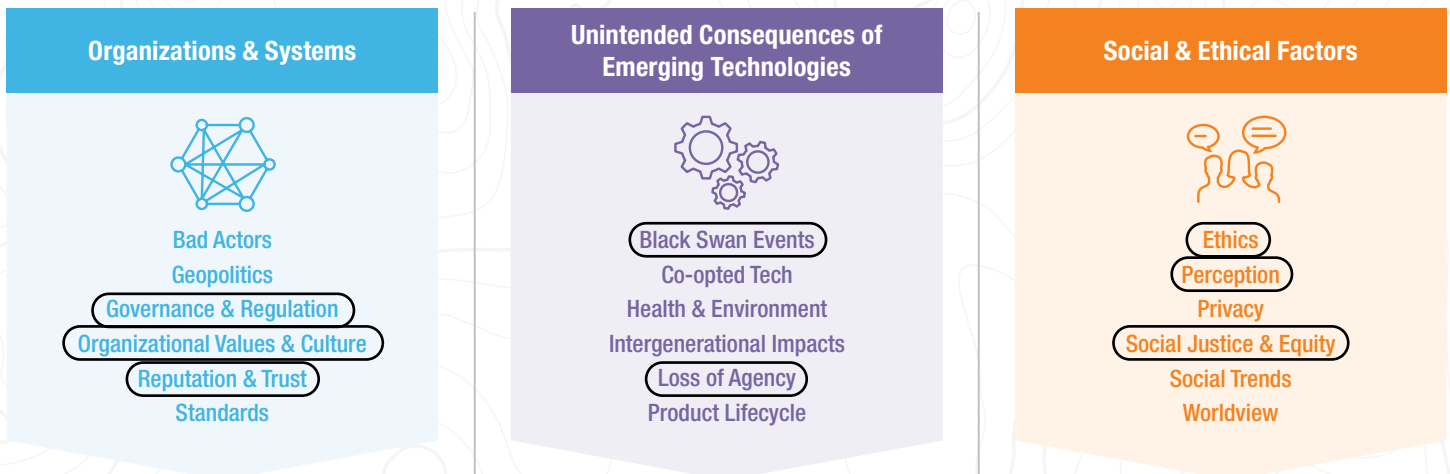 Organizations & Systems
Bad Actors
Geopolitics
Governance & Regulation
Organizational Values & Culture
Reputation & Trust
Standards
Unintended Consequences of
Emerging Technologies
Black Swan Events
Co-opted Tech
Health & Environment
Intergenerational Impacts
Loss of Agency
Product Lifecycle
Social & Ethical Factors
Ethics
Perception
Privacy
Social Justice & Equity
Social Trends
Worldview